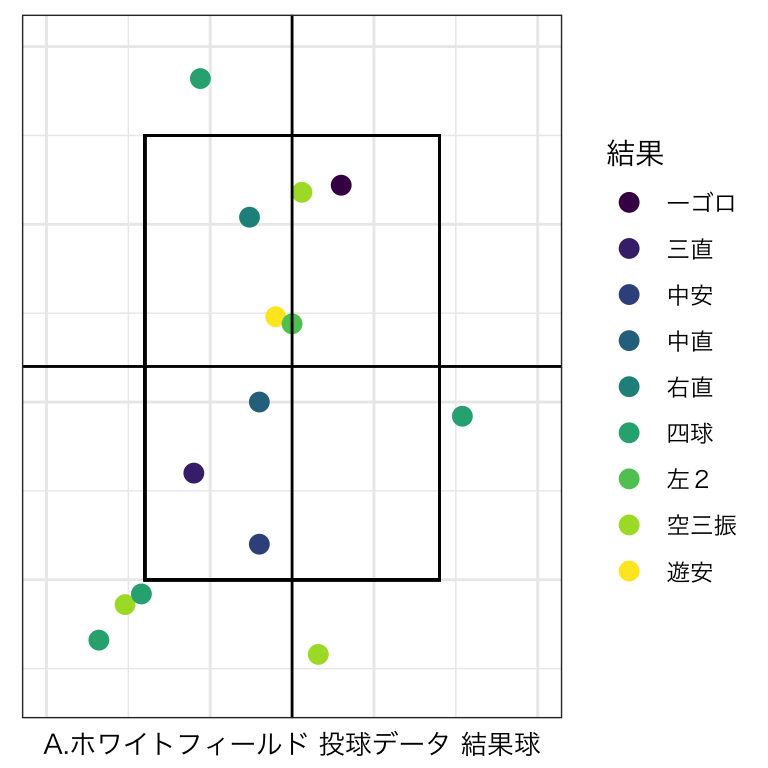 結果
一ゴロ
三直
中安
中直
右直
四球
左２
空三振
遊安
A.ホワイトフィールド 投球データ 結果球